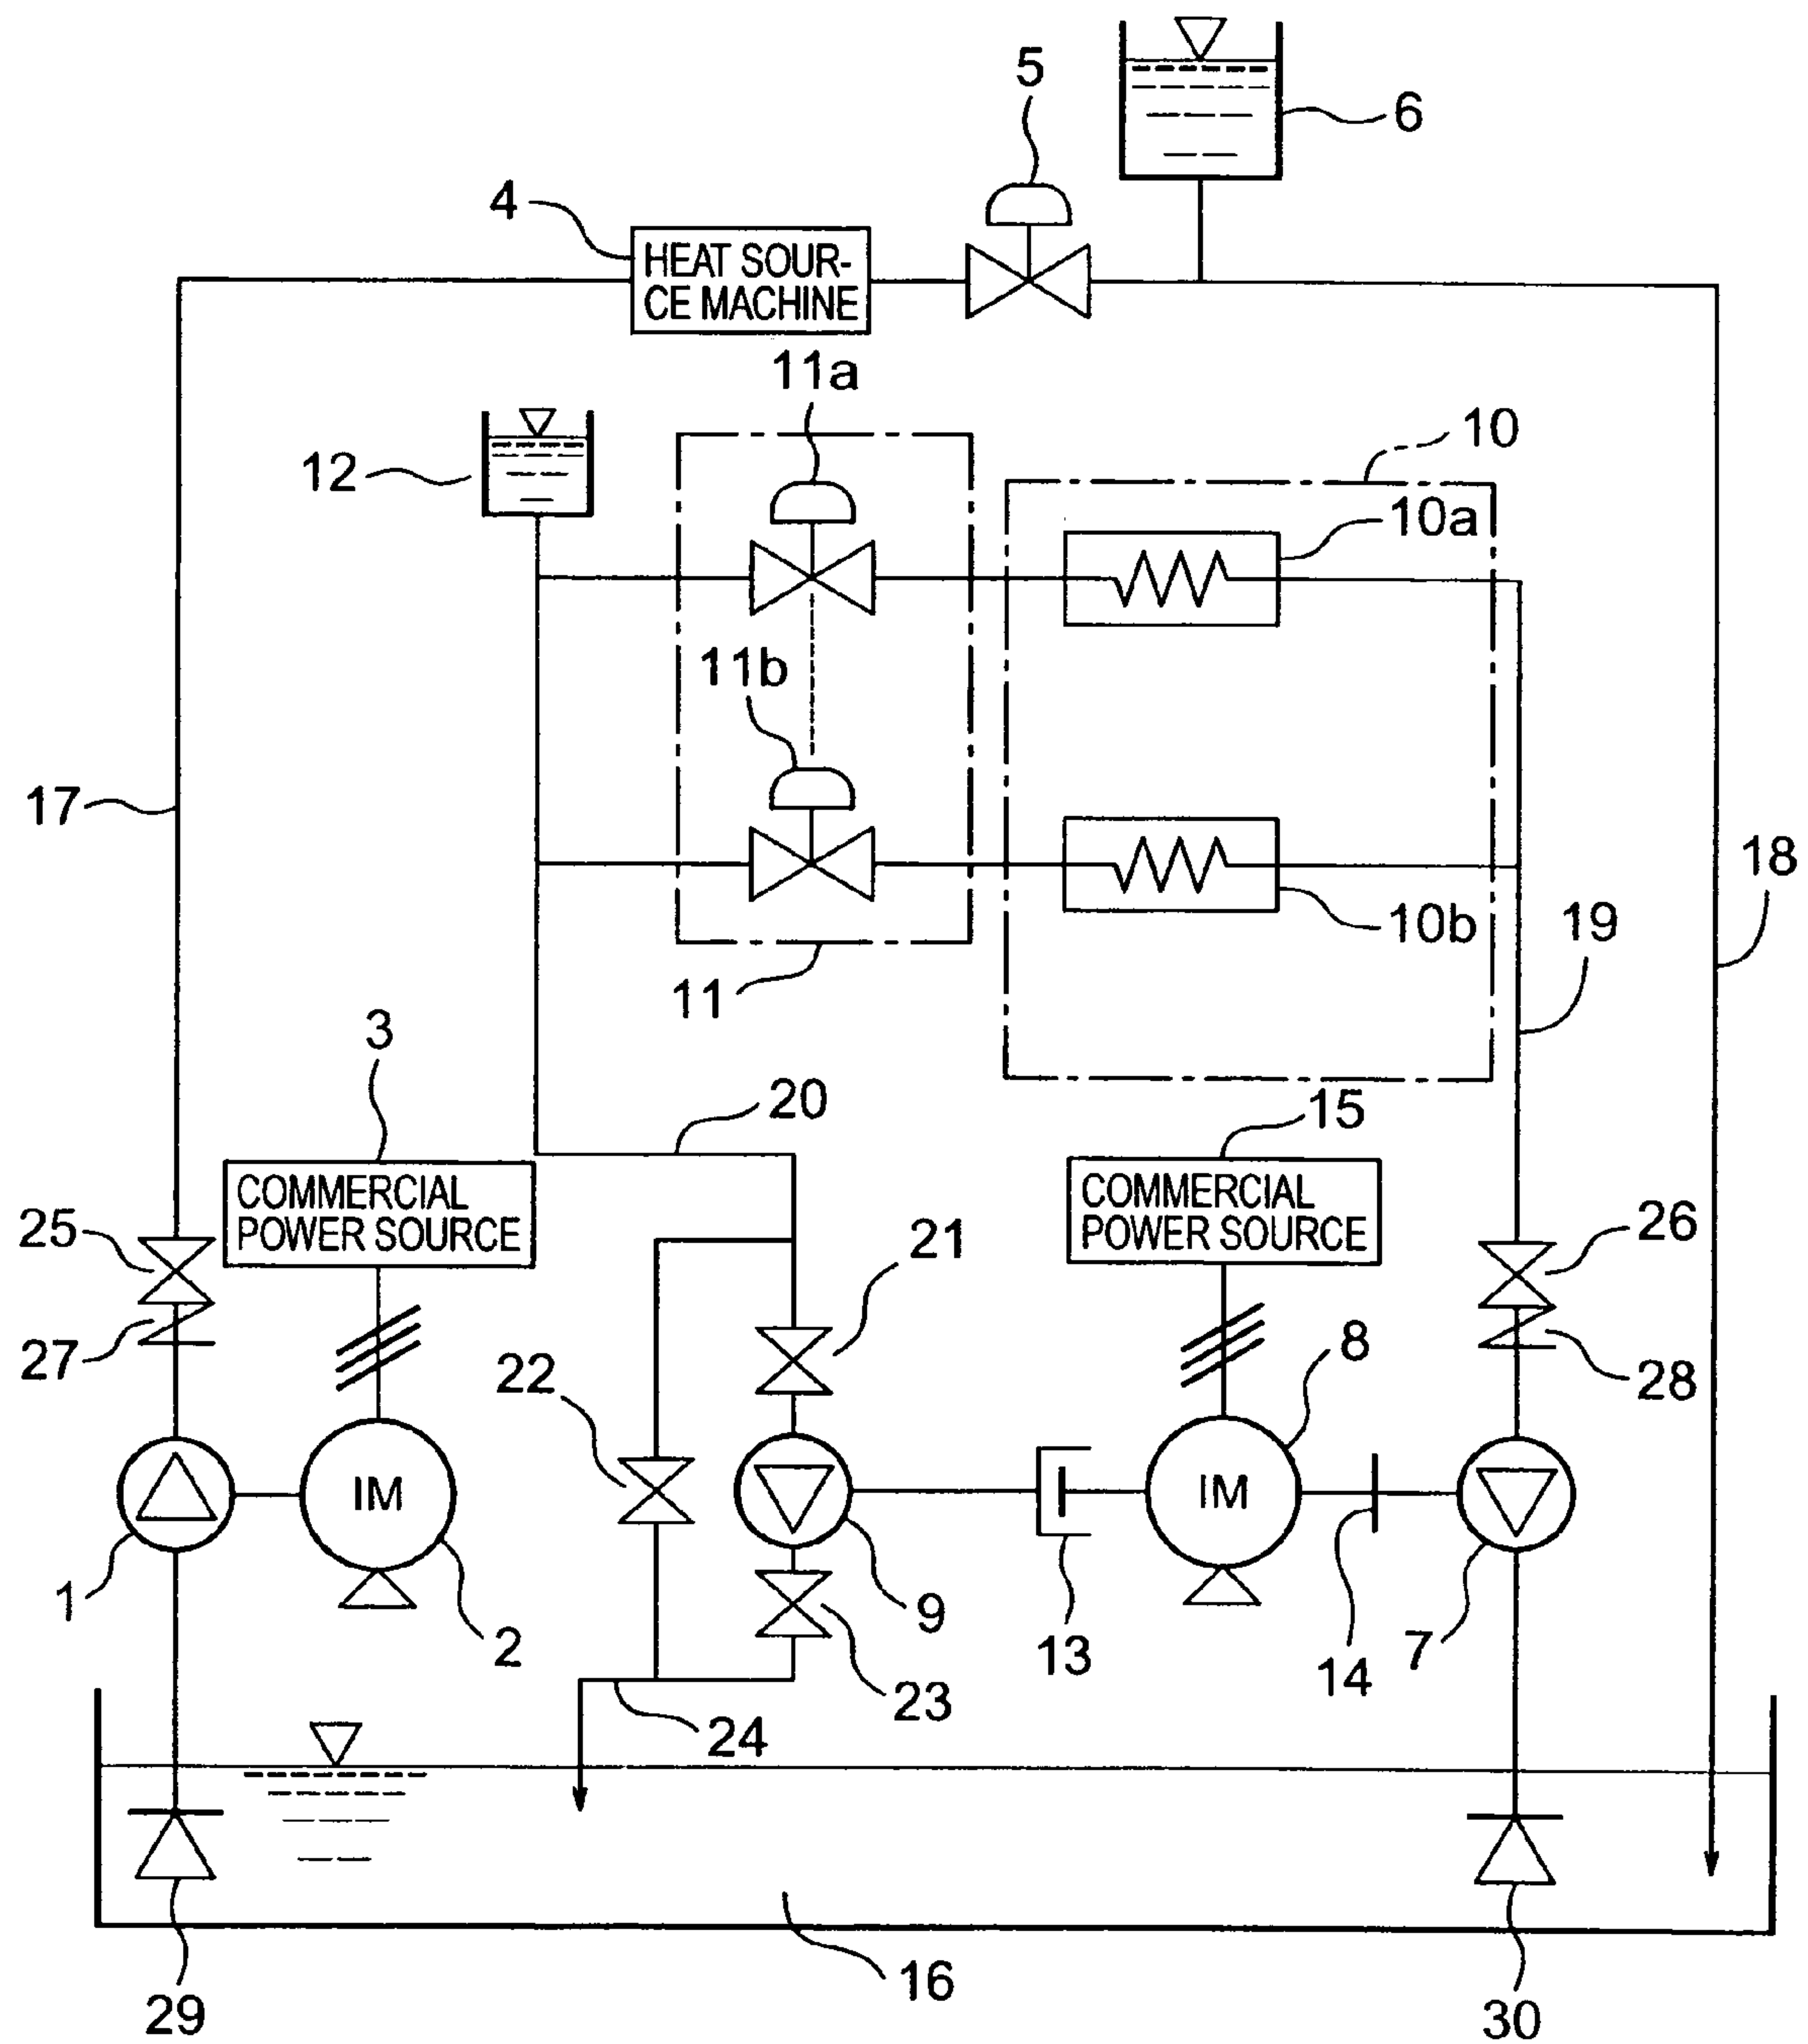 5
6
4
HEAT SOUR-
CE MACHINE
11a
10
12
10a
11b
17
18
10b
19
11
3
20
15
COMMERCIAL
POWER SOURCE
COMMERCIAL
POWER SOURCE
25
21
26
27
8
22
28
IM
IM
1
9
2
13
14
7
23
24
16
29
30